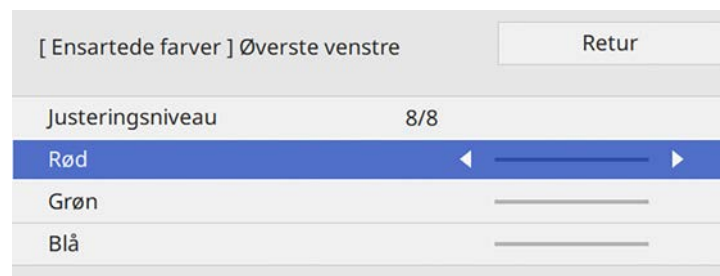 [ Ensartede farver ] Øverste venstre
Retur
Justeringsniveau 8/8
Rød
Grøn
Blå